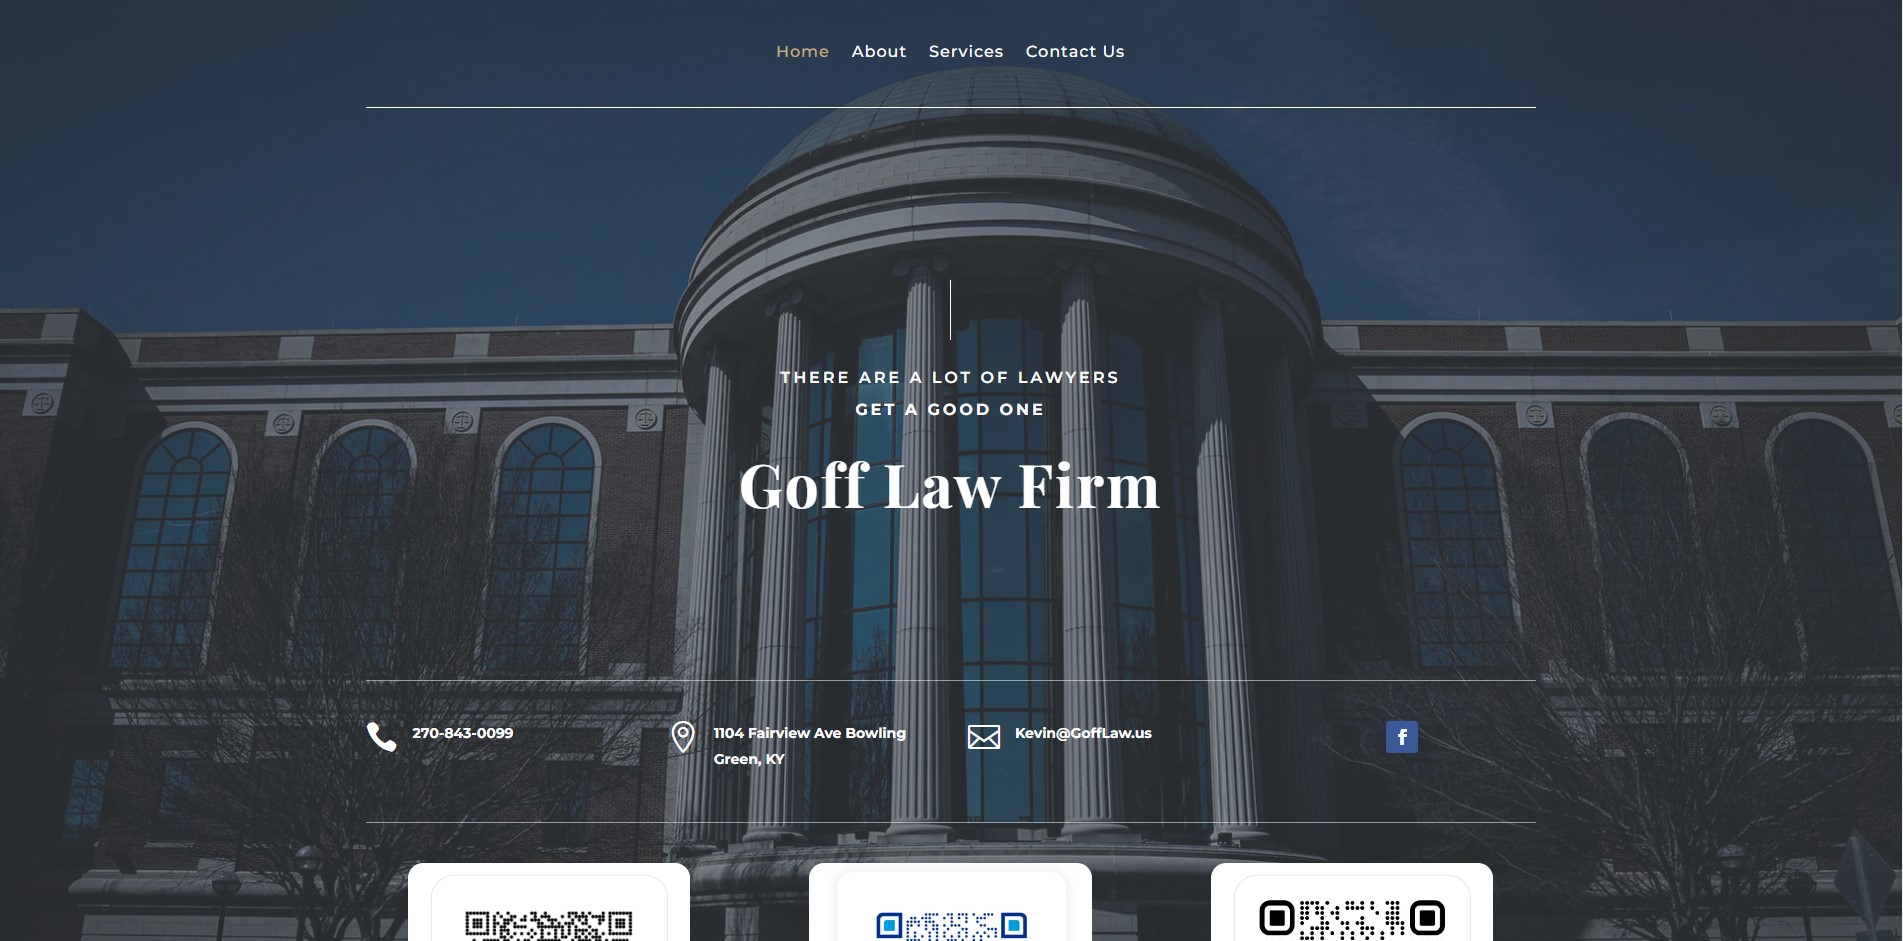 Home About Services Contact Us
THERE ARE A LOT OF LAWYERS
GET A GOOD ONE
Goff Law Firm
270-843-0099
1104 Fairview Ave Bowling
Green, KY
Kevin@GoffLaw.us